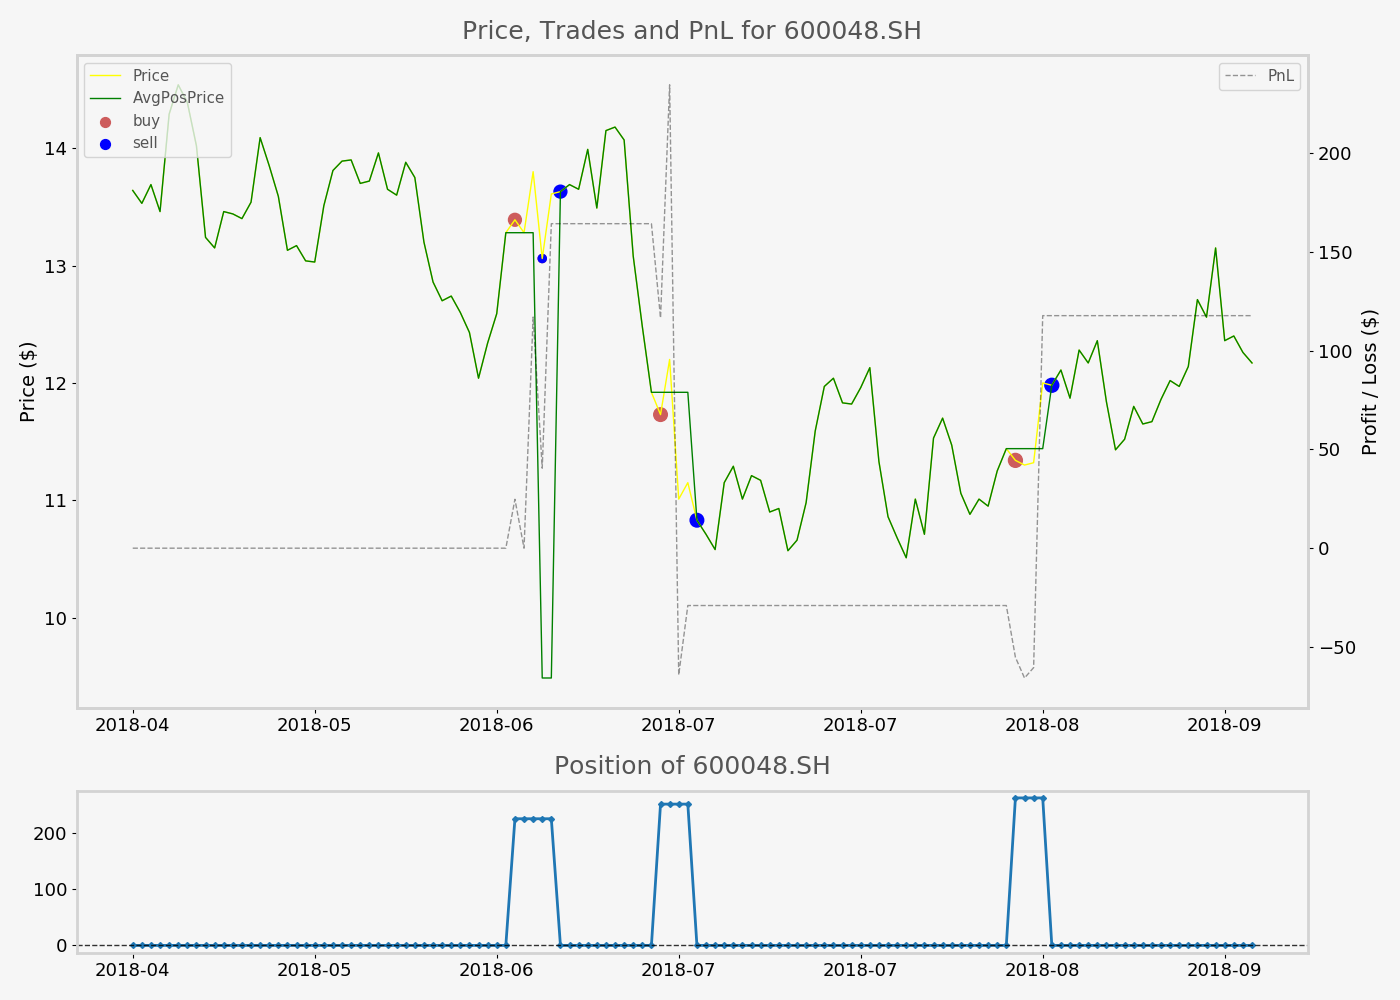 Price, Trades and PnL for 600048.SH
Price
AvgPosPrice
buy
sell
PnL
14
13
12
11
10
Price ($)
200
150
100
50
0
−50
Profit / Loss ($)
2018-04 2018-05 2018-06 2018-07 2018-07 2018-08 2018-09
Position of 600048.SH
200
100
0
2018-04 2018-05 2018-06 2018-07 2018-07 2018-08 2018-09